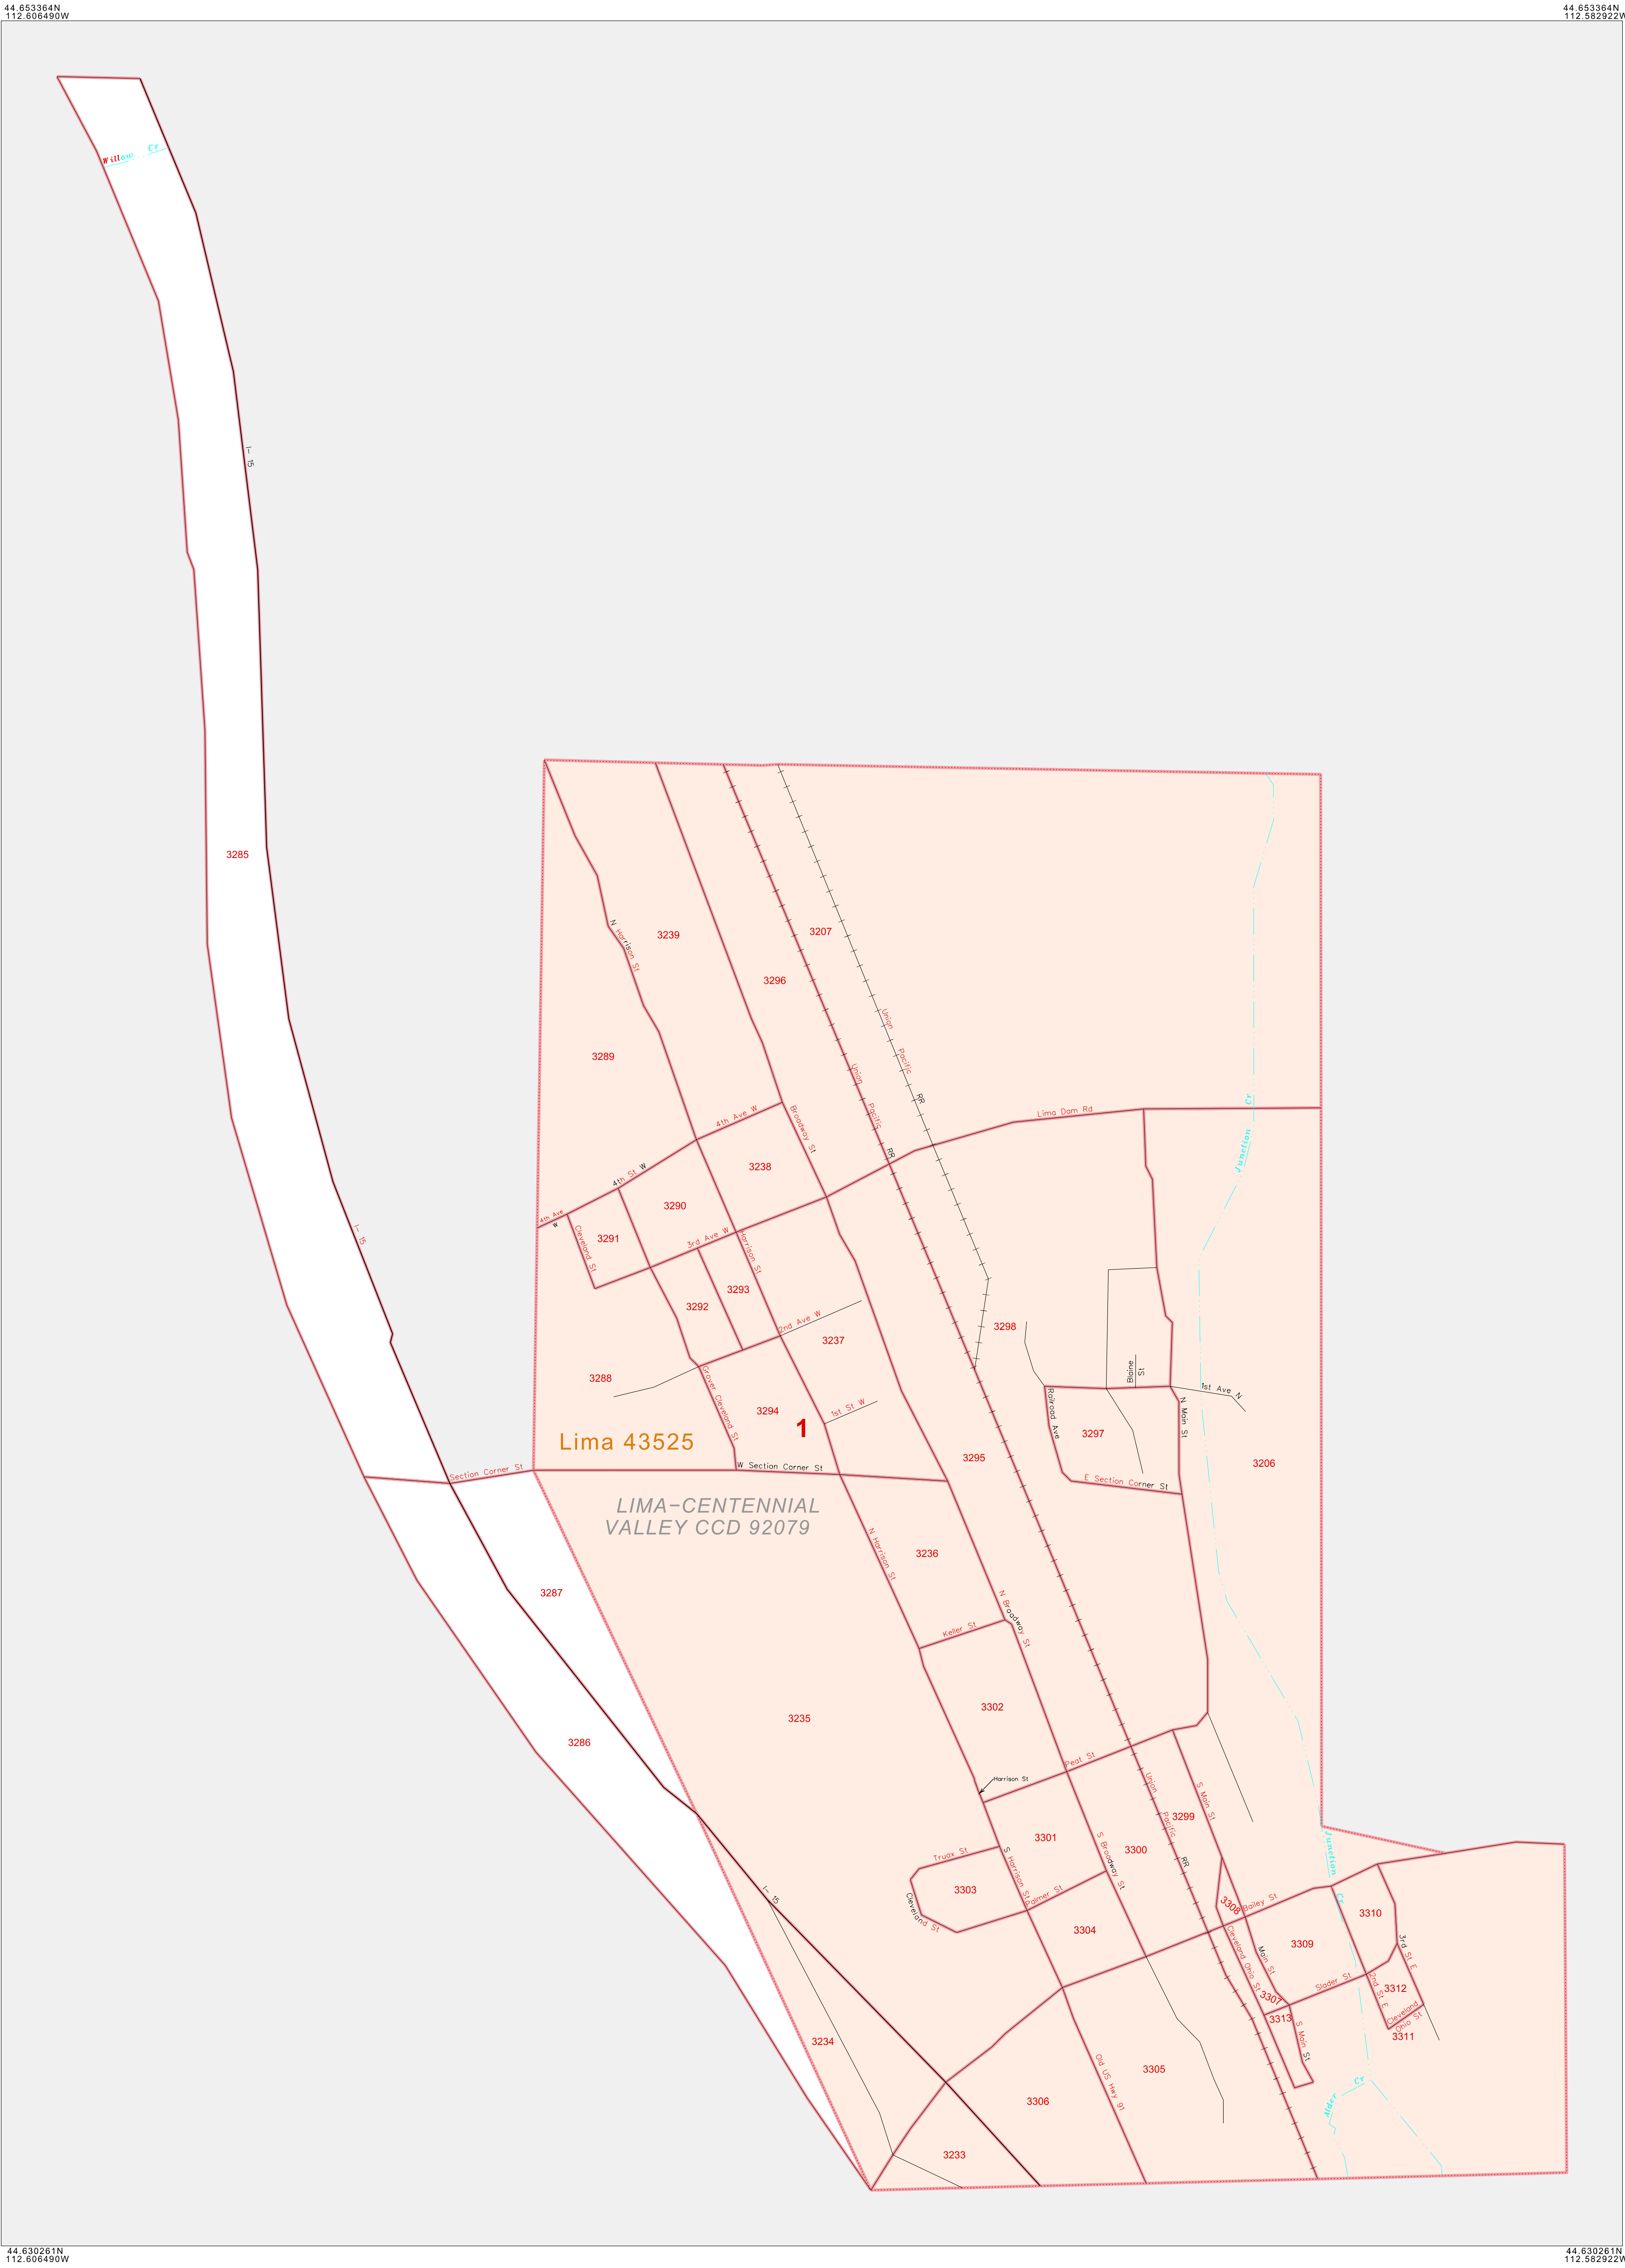 44.653364N
112.606490W
44.653364N
112.582922W
Willow Cr
I- 15
3285
3239
3207
N Harrison St
3296
Union Pacific RR
3289
Union Pacific RR
Junction Cr
Lima Dam Rd
4th Ave W
Broadway St
3238
4th St W
3290
4th Ave
W
3291
Cleveland St
3rd Ave W
Harrison St
I- 15
3293
3292
2nd Ave W
3237
3298
Blaine
St
3288
Grover Cleveland St
1st Ave N
3294
1
1st St W
Railroad Ave
N Main St
3297
Lima 43525
3295
3206
Section Corner St
W Section Corner St
E Section Corner St
LIMA-CENTENNIAL
VALLEY CCD 92079
N Harrison St
3236
3287
N Broadway St
Keller St
3302
3235
3286
Peat St
Harrison St
Union Pacific RR
S Main St
3299
3301
S Broadway St
3300
Junction Cr
Truax St
S Harrison St
3303
Palmer St
Cleveland St
I- 15
3308
Bailey St
3310
3304
Cleveland Ohio St
3309
3rd St E
Main St
Slader St
2nd St E
3312
3307
3313
Cleveland
Ohio St
3311
S Main St
3234
Old US Hwy 91
3305
Alder Cr
3306
3233
44.630261N
112.606490W
44.630261N
112.582922W